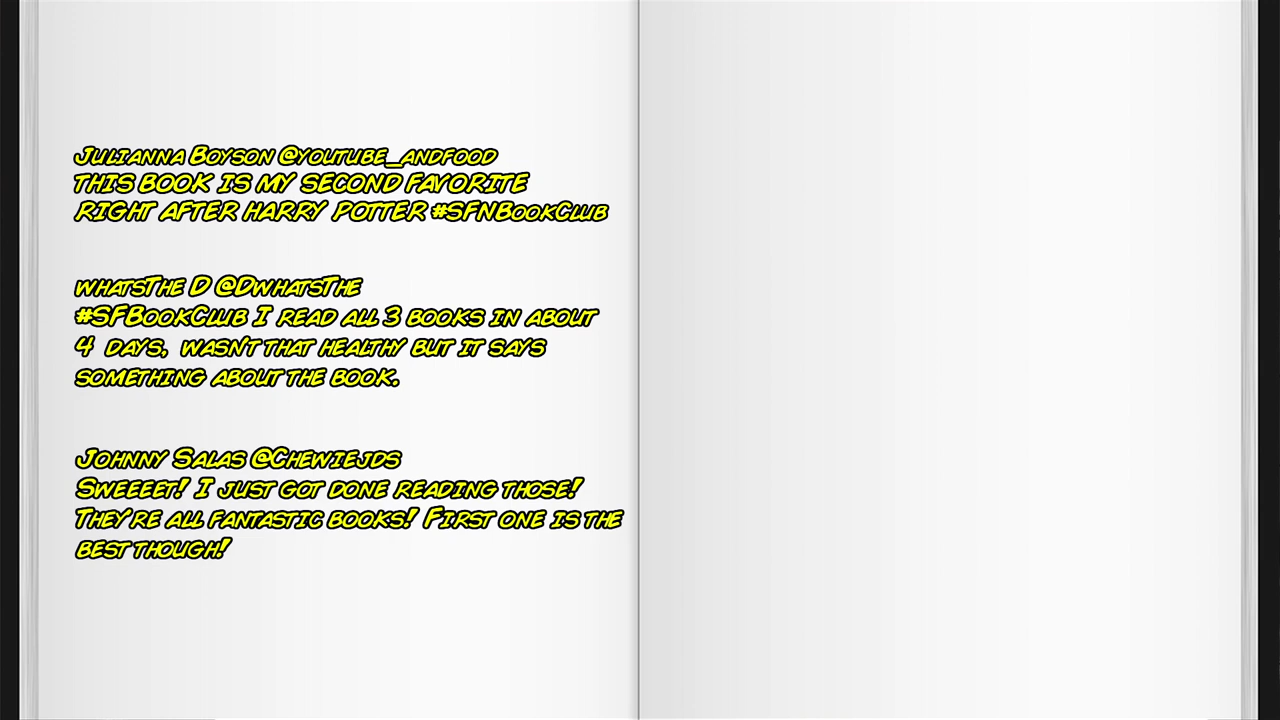 Julianna Boyson @youtube_andfood
THIS BOOK IS MY SECOND FAVORITE
RIGHT AFTER HARRY POTTER #SFNBookClub
whatsThe D @DwhatsThe
#SFBookClub I read all 3 books in about
4 days, wasn't that healthy but it says
something about the book.
Johnny Salas @Chewiejds
Sweeeet! I just got done reading those!
They're all fantastic books! First one is the
best though!